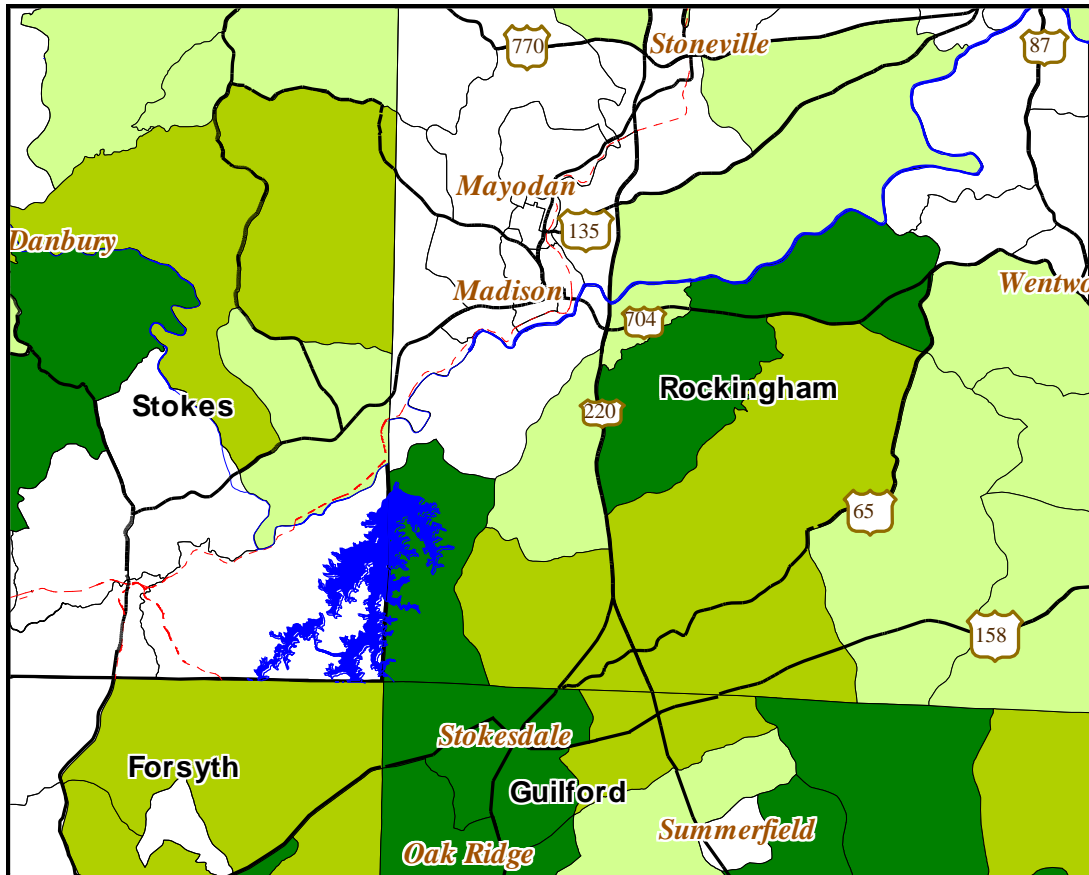 770
Stoneville
87
Mayodan
135
Danbury
Madison
Wentwo
704
Rockingham
Stokes
220
65
158
Stokesdale
Forsyth
Guilford
Summerfield
Oak Ridge